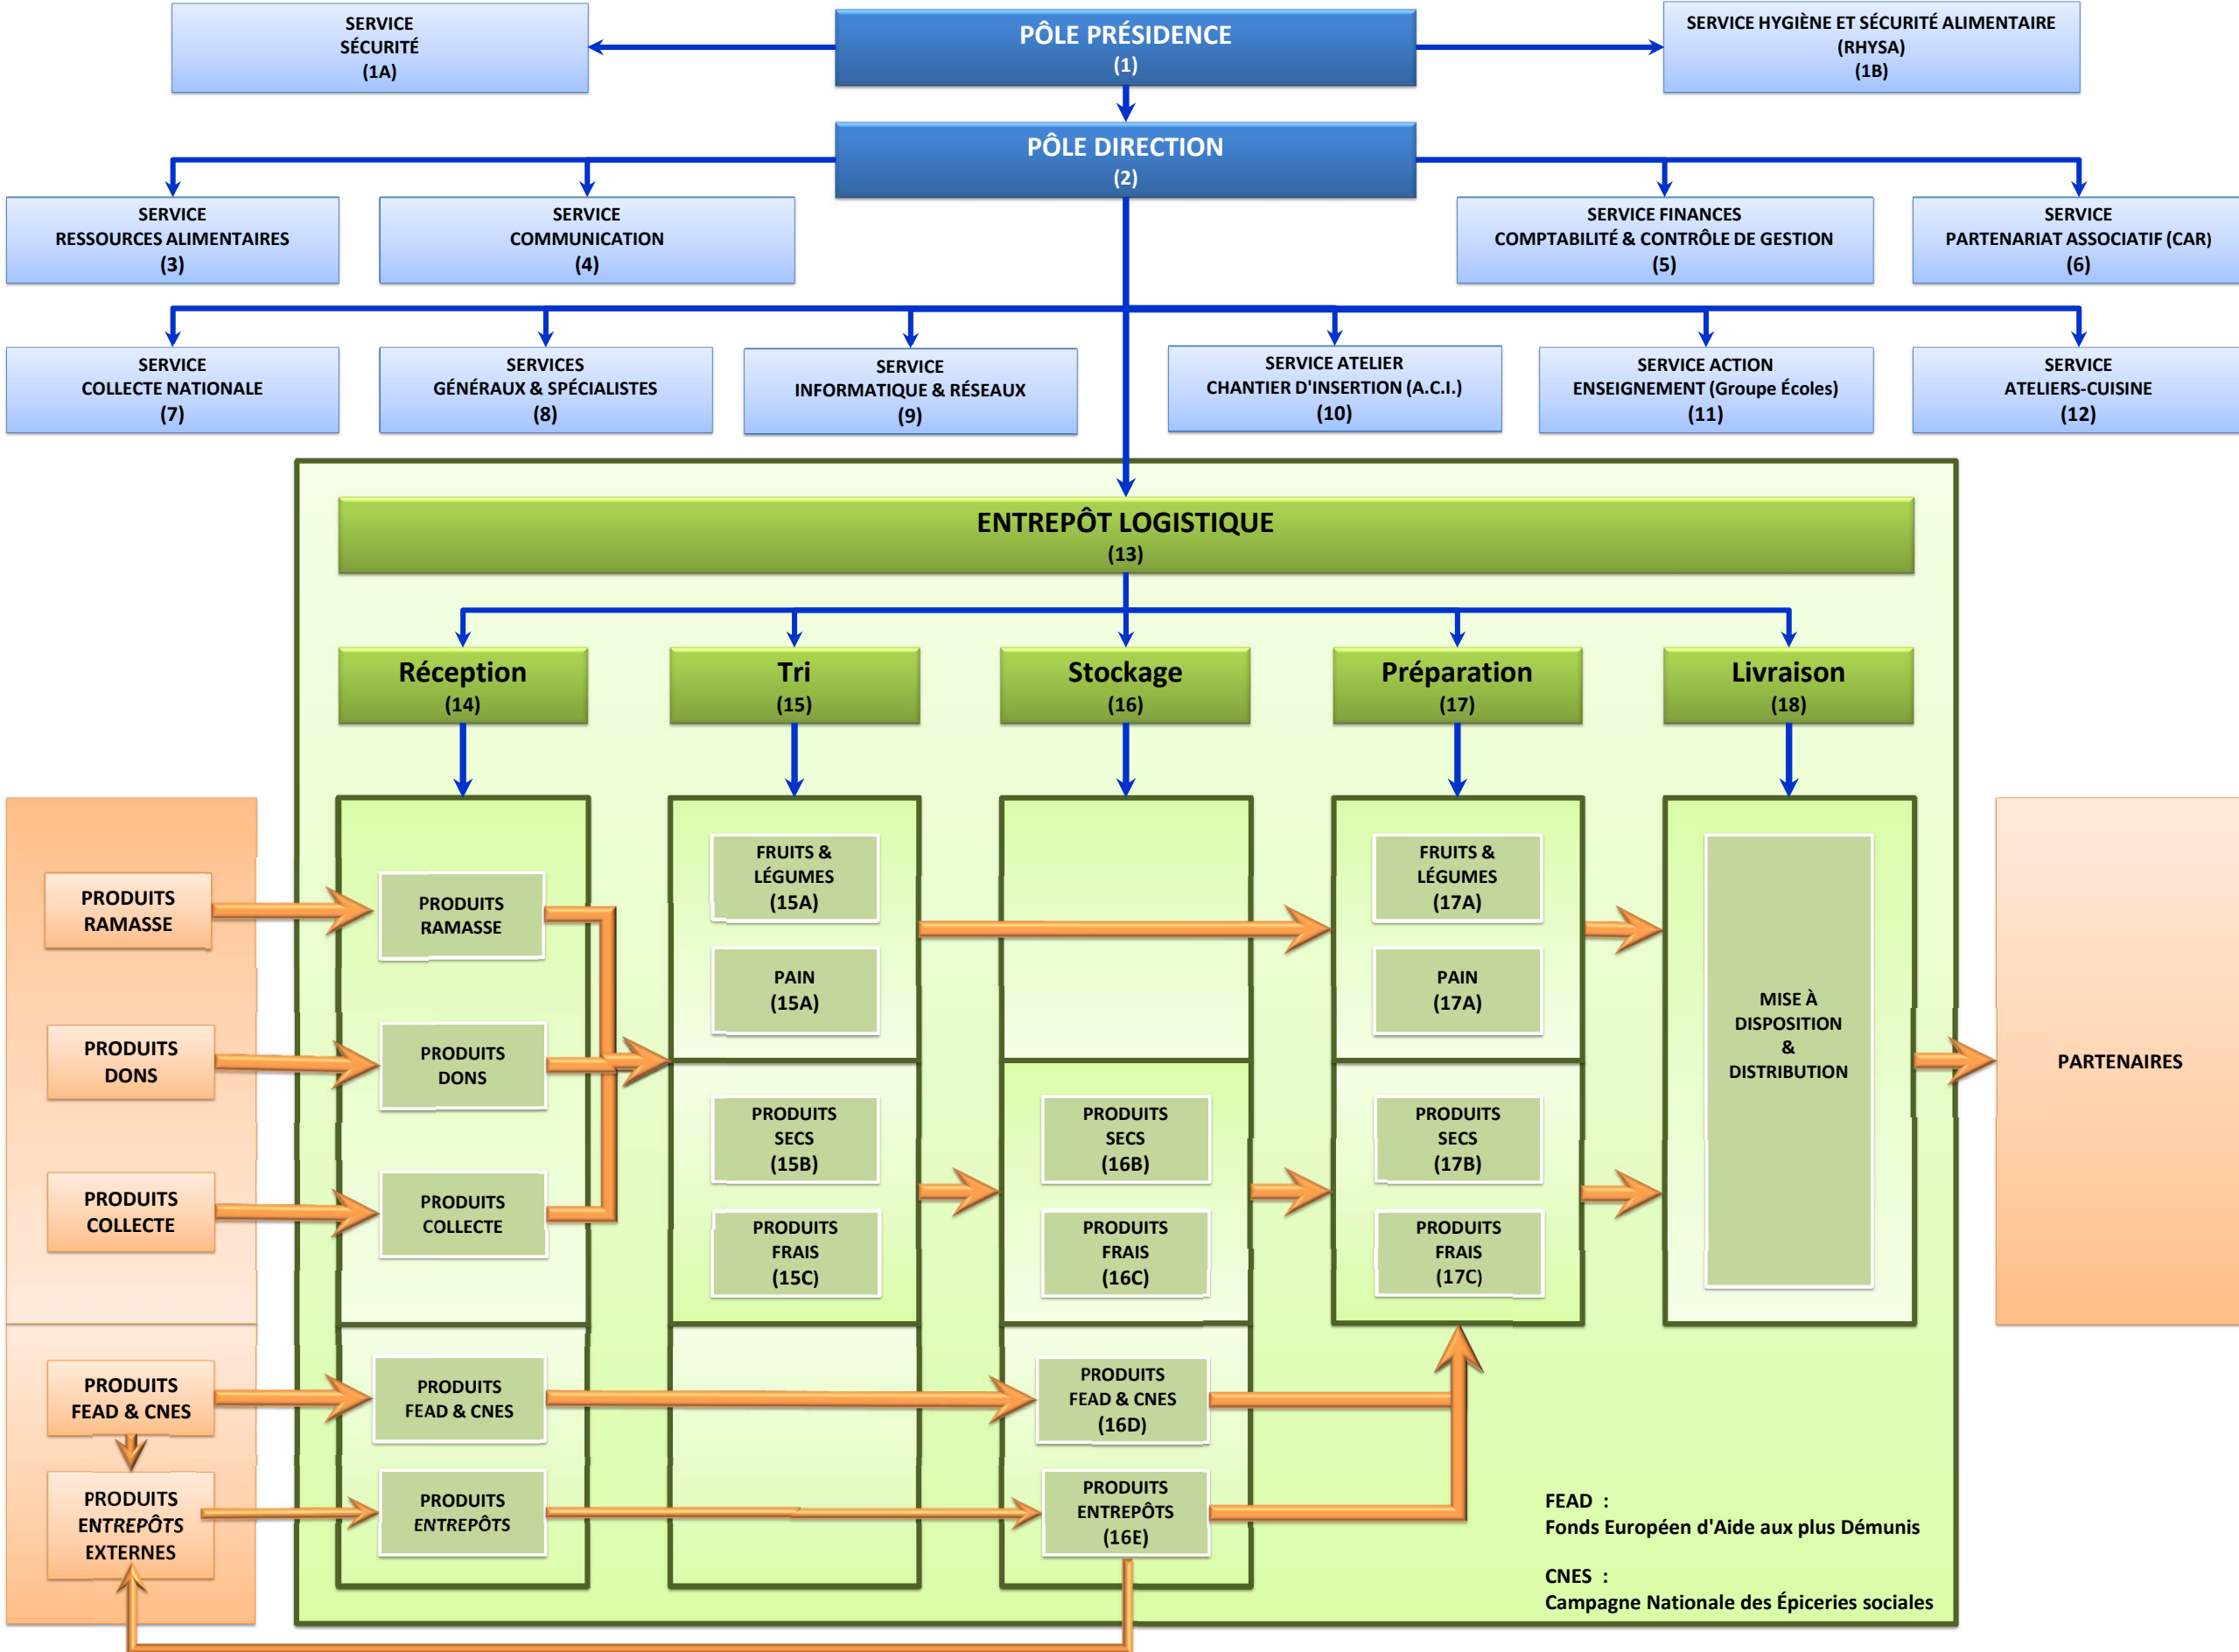 SERVICE
SÉCURITÉ
(1A)
PÔLE PRÉSIDENCE
(1)
SERVICE HYGIÈNE ET SÉCURITÉ ALIMENTAIRE
(RHYSA)
(1B)
PÔLE DIRECTION
(2)
SERVICE
RESSOURCES ALIMENTAIRES
(3)
SERVICE
COMMUNICATION
(4)
SERVICE FINANCES
COMPTABILITÉ & CONTRÔLE DE GESTION
(5)
SERVICE
PARTENARIAT ASSOCIATIF (CAR)
(6)
SERVICE
COLLECTE NATIONALE
(7)
SERVICES
GÉNÉRAUX & SPÉCIALISTES
(8)
SERVICE
INFORMATIQUE & RÉSEAUX
(9)
SERVICE ATELIER
CHANTIER D'INSERTION (A.C.I.)
(10)
SERVICE ACTION
ENSEIGNEMENT (Groupe Écoles)
(11)
SERVICE
ATELIERS-CUISINE
(12)
ENTREPÔT LOGISTIQUE
(13)
Réception
(14)
Tri
(15)
Stockage
(16)
Préparation
(17)
Livraison
(18)
PRODUITS
RAMASSE
PRODUITS
DONS
PRODUITS
COLLECTE
PRODUITS
FEAD & CNES
PRODUITS
ENTREPÔTS
EXTERNES
PRODUITS
RAMASSE
PRODUITS
DONS
PRODUITS
COLLECTE
PRODUITS
FEAD & CNES
PRODUITS
ENTREPÔTS
FRUITS &
LÉGUMES
(15A)
PAIN
(15A)
PRODUITS
SECS
(15B)
PRODUITS
FRAIS
(15C)
PRODUITS
SECS
(16B)
PRODUITS
FRAIS
(16C)
PRODUITS
FEAD & CNES
(16D)
PRODUITS
ENTREPÔTS
(16E)
FRUITS &
LÉGUMES
(17A)
PAIN
(17A)
PRODUITS
SECS
(17B)
PRODUITS
FRAIS
(17C)
MISE À
DISPOSITION
&
DISTRIBUTION
PARTENAIRES
FEAD :
Fonds Européen d'Aide aux plus Démunis
CNES :
Campagne Nationale des Épiceries sociales